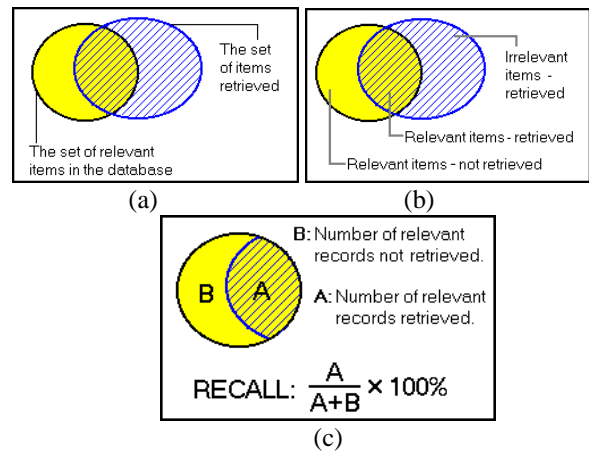 The set
of items
retrieved
The set of relevant
items in the database
(a)
Irrelevant
items -
retrieved
Relevant items - retrieved
Relevant items - not retrieved
(b)
B: Number of relevant
records not retrieved.
A: Number of relevant
records retrieved.
B A
RECALL: A/A+B × 100%
(c)